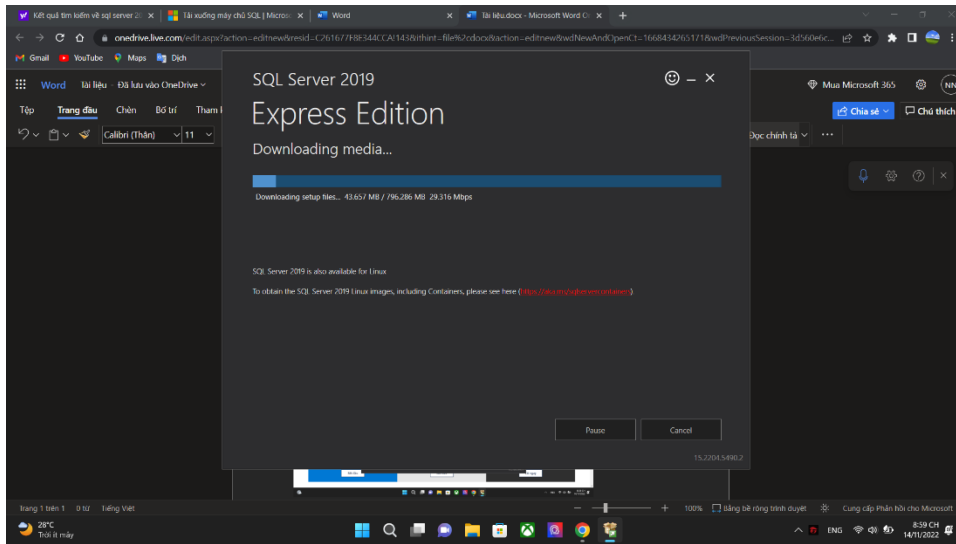 Kết quả tìm kiếm về sql server 20
Tải xuống máy chủ SQL | Micros
Word
Tài liệu.docx - Microsoft Word O
onedrive.live.com/edit.aspx?action=editnew&resid=C261677F8E344CCA!143&ithint=file%2cdocx&action=editnew&wdNewAndOpenCt=1668434265171&wdPreviousSession=3d560e6c...
Gmail
YouTube
Maps
Dịch
Word Tài liệu - Đã lưu vào OneDrive
Mua Microsoft 365
NN
Tệp Trang đầu Chèn Bố trí Tham
Chia sẻ
Chú thích
Calibri (Thân) 11
Đọc chính tả
SQL Server 2019
Express Edition
Downloading media...
Downloading setup files... 43.657 MB / 796.286 MB 29.316 Mbps
SQL Server 2019 is also available for Linux
To obtain the SQL Server 2019 Linux images, including Containers, please see here (https://aka.ms/sqlservercontainers)
Pause
Cancel
15.2204.5490.2
Trang 1 trên 1 0 từ Tiếng Việt
100% Bằng bề rộng trình duyệt Cung cấp Phản hồi cho Microsoft
28°C
Trời ít mây
ENG
8:59 CH
14/11/2022